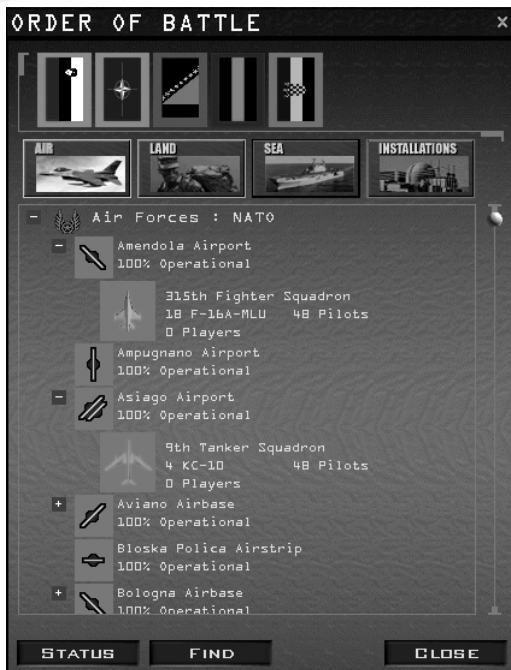 ORDER OF BATTLE
AIR
LAND
SEA
INSTALLATIONS
Air Forces : NATO
Amendola Airport
100% Operational
315th Fighter Squadron
18 F-16A-MLU 48 Pilots
0 Players
Ampugnano Airport
100% Operational
Asiago Airport
100% Operational
9th Tanker Squadron
4 KC-10 48 Pilots
0 Players
Aviano Airbase
100% Operational
Bloska Polica Airstrip
100% Operational
Bologna Airbase
100% Operational
STATUS
FIND
CLOSE